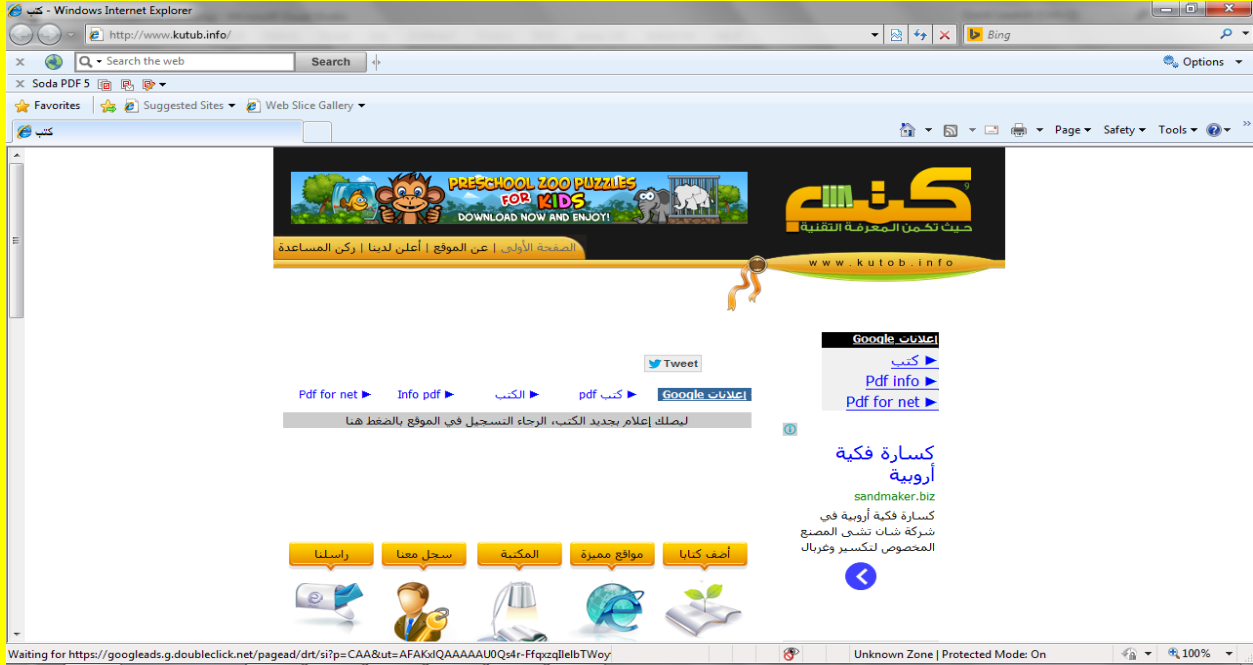 كتب - Windows Internet Explorer
http://www.kutub.info/
Bing
Search the web
Search
Options
Soda PDF 5
Favorites
Suggested Sites
Web Slice Gallery
كتب
Page
Safety
Tools
PRESCHOOL ZOO PUZZLES
FOR KIDS
DOWNLOAD NOW AND ENJOY!
كتب
حيث تكمن المعرفة التقنية
الصفحة الأولى | عن الموقع | أعلن لدينا | ركن المساعدة
www.kutob.info
إعلانات Google
كتب
Pdf info
Pdf for net
Tweet
إعلانات Google
كتب pdf
الكتب
Info pdf
Pdf for net
ليصلك إعلام بجديد الكتب، الرجاء التسجيل في الموقع بالضغط هنا
كسارة فكية
أروبية
sandmaker.biz
كسارة فكية أروبية في
شركة شان تشى المصنع
المخصوص لتكسير وغربال
أضف كتابا
مواقع مميزة
المكتبة
سجل معنا
راسلنا
Waiting for https://googleads.g.doubleclick.net/pagead/drt/si?p=CAA&ut=
Unknown Zone | Protected Mode: On
100%